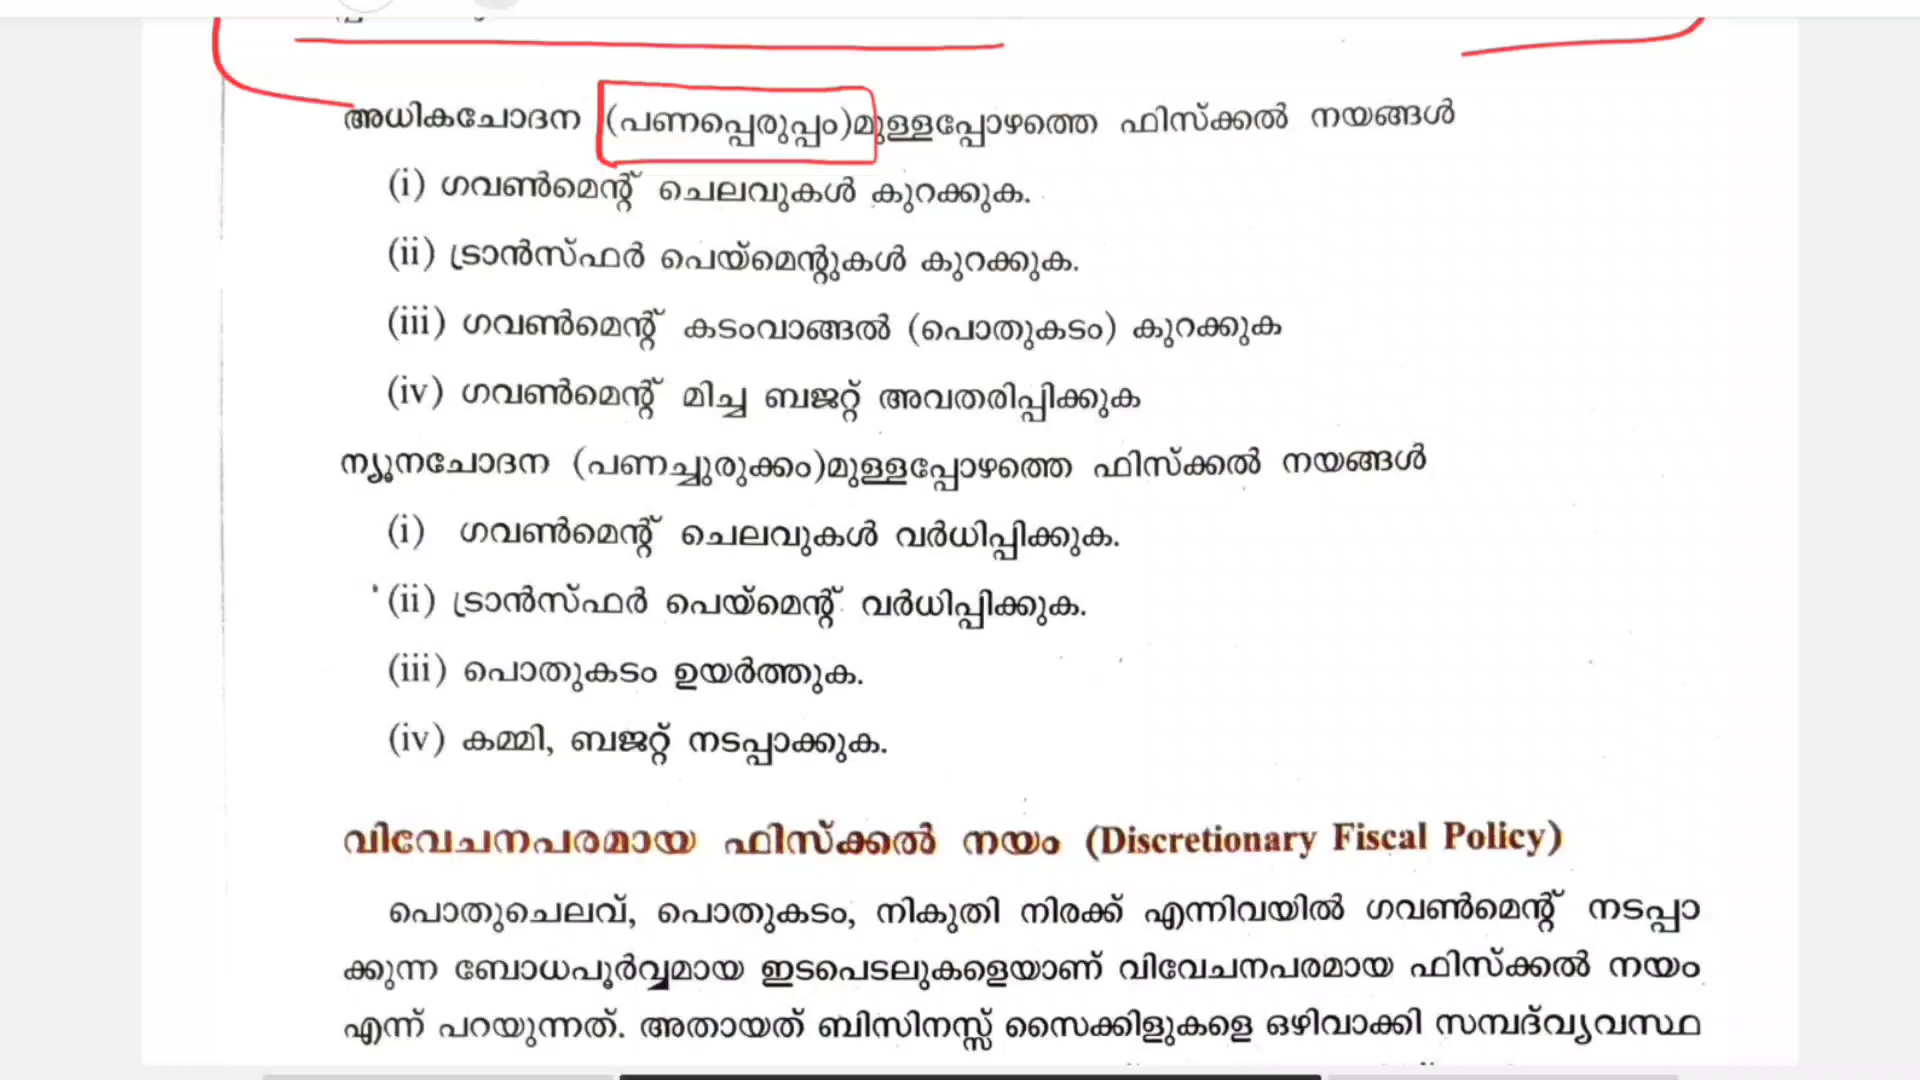 അധികചോദന (പണപ്പെരുപ്പം)മുള്ളപ്പോഴത്തെ ഫിസ്ക്കൽ നയങ്ങൾ
(i) ഗവൺമെന്റ് ചെലവുകൾ കുറക്കുക.
(ii) ട്രാൻസ്ഫർ പെയ്മെന്റുകൾ കുറക്കുക.
(iii) ഗവൺമെന്റ് കടംവാങ്ങൽ (പൊതുകടം) കുറക്കുക
(iv) ഗവൺമെന്റ് മിച്ച ബജറ്റ് അവതരിപ്പിക്കുക
ന്യൂനചോദന (പണച്ചുരുക്കം)മുള്ളപ്പോഴത്തെ ഫിസ്ക്കൽ നയങ്ങൾ
(i) ഗവൺമെന്റ് ചെലവുകൾ വർധിപ്പിക്കുക.
(ii) ട്രാൻസ്ഫർ പെയ്മെന്റ് വർധിപ്പിക്കുക.
(iii) പൊതുകടം ഉയർത്തുക.
(iv) കമ്മി, ബജറ്റ് നടപ്പാക്കുക.
വിവേചനപരമായ ഫിസ്ക്കൽ നയം (Discretionary Fiscal Policy)
പൊതുചെലവ്, പൊതുകടം, നികുതി നിരക്ക് എന്നിവയിൽ ഗവൺമെന്റ് നടപ്പാ
ക്കുന്ന ബോധപൂർവ്വമായ ഇടപെടലുകളെയാണ് വിവേചനപരമായ ഫിസ്ക്കൽ നയം
എന്ന് പറയുന്നത്. അതായത് ബിസിനസ്സ് സൈക്കിളുകളെ ഒഴിവാക്കി സമ്പദ്‌വ്യവസ്ഥ